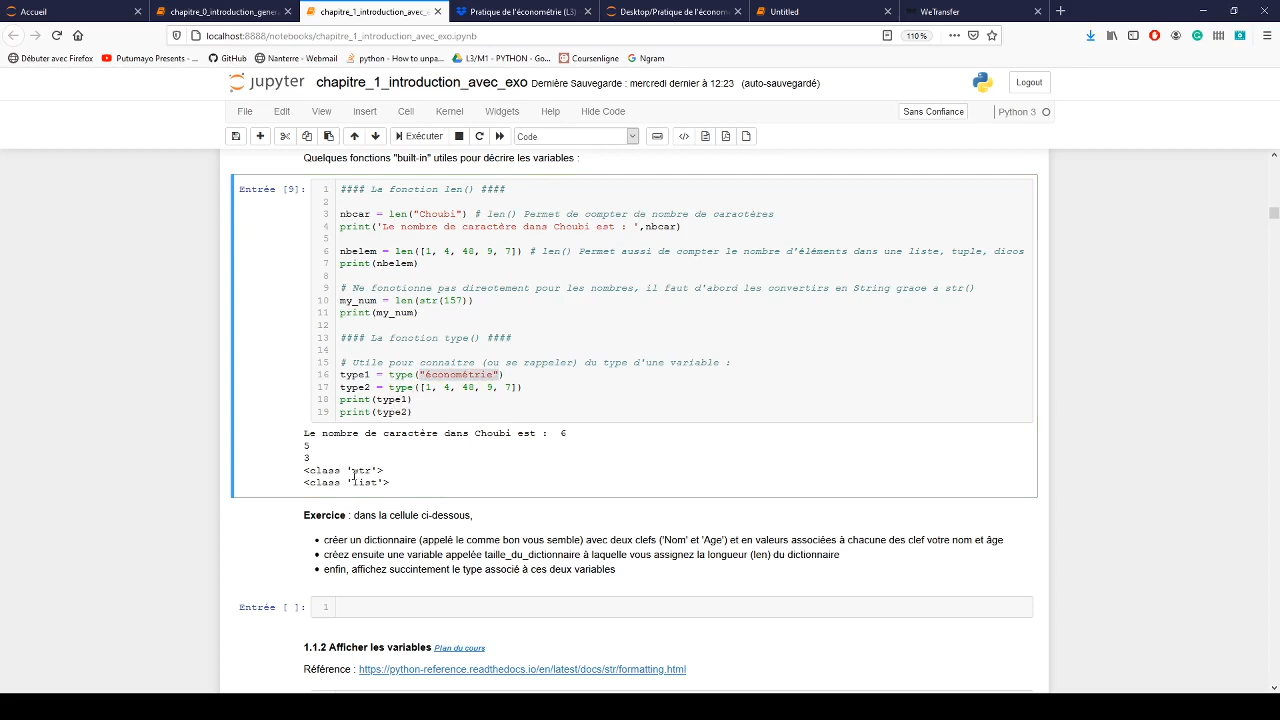 Accueil
chapitre_0_introduction_gener
chapitre_1_introduction_avec_
Pratique de l'économétrie (L3)
Desktop/Pratique de l'économ
Untitled
WeTransfer
localhost:8888/notebooks/chapitre_1_introduction_avec_exo.ipynb
110%
Débuter avec Firefox
Putumayo Presents - ...
GitHub
Nanterre - Webmail
python - How to unpa...
L3/M1 - PYTHON - Go...
Coursenligne
Ngram
jupyter
chapitre_1_introduction_avec_exo
Dernière Sauvegarde : mercredi dernier à 12:23 (auto-sauvegardé)
Logout
File Edit View Insert Cell Kernel Widgets Help Hide Code
Sans Confiance
Python 3
Exécuter
Code
Quelques fonctions "built-in" utiles pour décrire les variables :
Entrée [9]:
1 #### La fonction len() ####
2
3 nbcar = len("Choubi") # len() Permet de compter de nombre de caractères
4 print('Le nombre de caractère dans Choubi est : ',nbcar)
5
6 nbelem = len([1, 4, 48, 9, 7]) # len() Permet aussi de compter le nombre d'éléments dans une liste, tuple, dicos
7 print(nbelem)
8
9 # Ne fonctionne pas directement pour les nombres, il faut d'abord les convertirs en String grace a str()
10 my_num = len(str(157))
11 print(my_num)
12
13 #### La fonction type() ####
14
15 # Utile pour connaitre (ou se rappeler) du type d'une variable :
16 type1 = type("économétrie")
17 type2 = type([1, 4, 48, 9, 7])
18 print(type1)
19 print(type2)
Le nombre de caractère dans Choubi est :  6
5
3
<class 'str'>
<class 'list'>
Exercice : dans la cellule ci-dessous,
• créer un dictionnaire (appelé le comme bon vous semble) avec deux clefs ('Nom' et 'Age') et en valeurs associées à chacune des clef votre nom et âge
• créez ensuite une variable appelée taille_du_dictionnaire à laquelle vous assignez la longueur (len) du dictionnaire
• enfin, affichez succintement le type associé à ces deux variables
Entrée [ ]:
1
1.1.2 Afficher les variables Plan du cours
Référence : https://python-reference.readthedocs.io/en/latest/docs/str/formatting.html